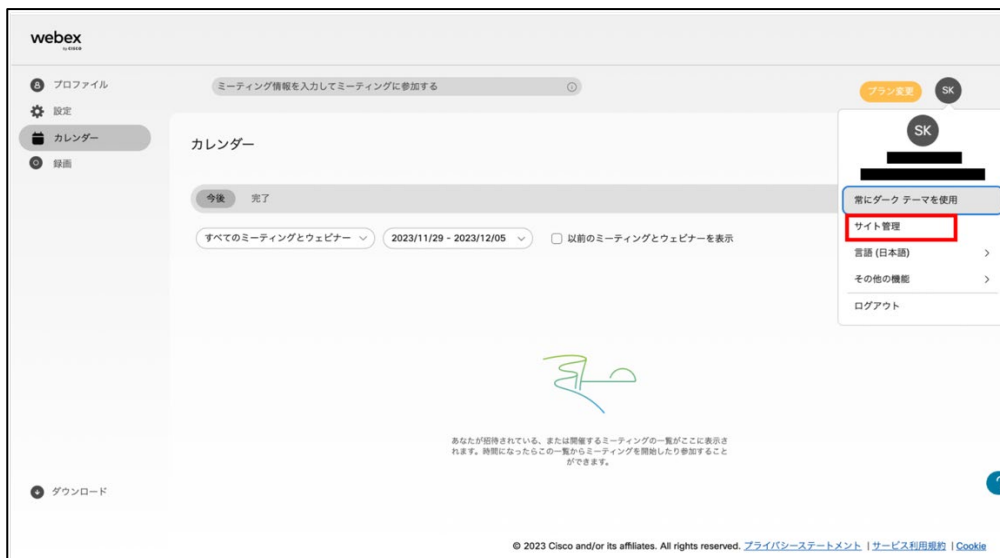 webex
by CISCO
プロファイル
設定
カレンダー
録画
ダウンロード
ミーティング情報を入力してミーティングに参加する
プラン変更
SK
カレンダー
今後 完了
すべてのミーティングとウェビナー
2023/11/29 - 2023/12/05
以前のミーティングとウェビナーを表示
SK
常にダーク テーマを使用
サイト管理
言語 (日本語)
その他の機能
ログアウト
あなたが招待されている、または開催するミーティングの一覧がここに表示さ
れます。時間になったらこの一覧からミーティングを開始したり参加すること
ができます。
© 2023 Cisco and/or its affiliates. All rights reserved. プライバシーステートメント | サービス利用規約 | Cookie